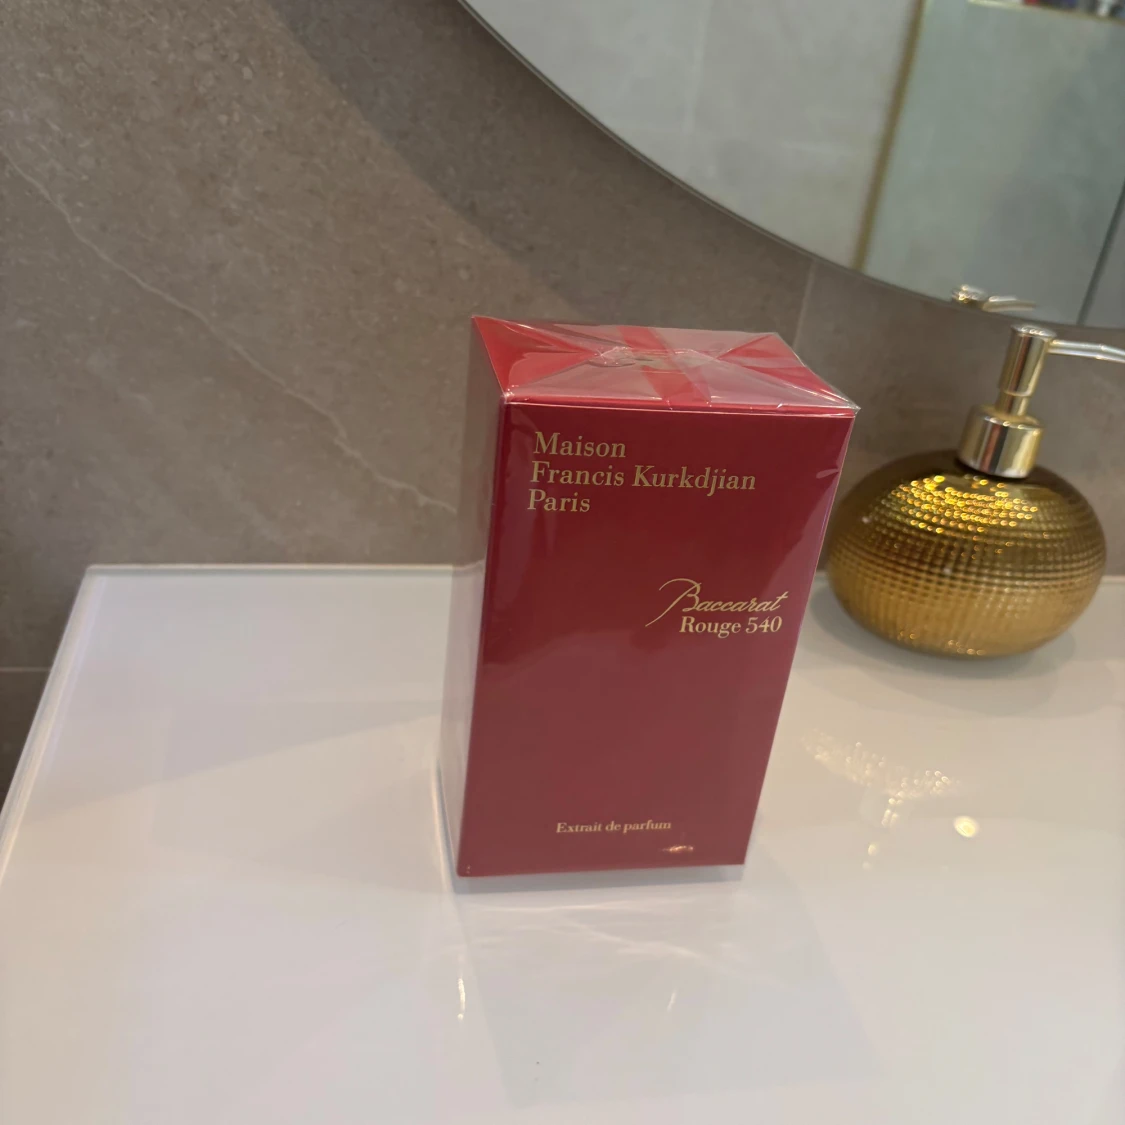 Maison
Francis Kurkdjian
Paris
Baccarat
Rouge 540
Extrait de parfum